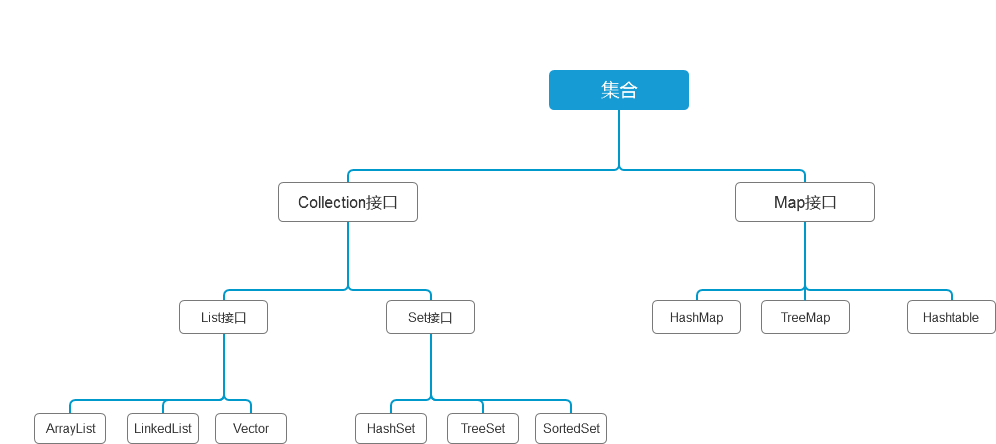 集合
Collection接口
Map接口
List接口
Set接口
HashMap
TreeMap
Hashtable
ArrayList
LinkedList
Vector
HashSet
TreeSet
SortedSet